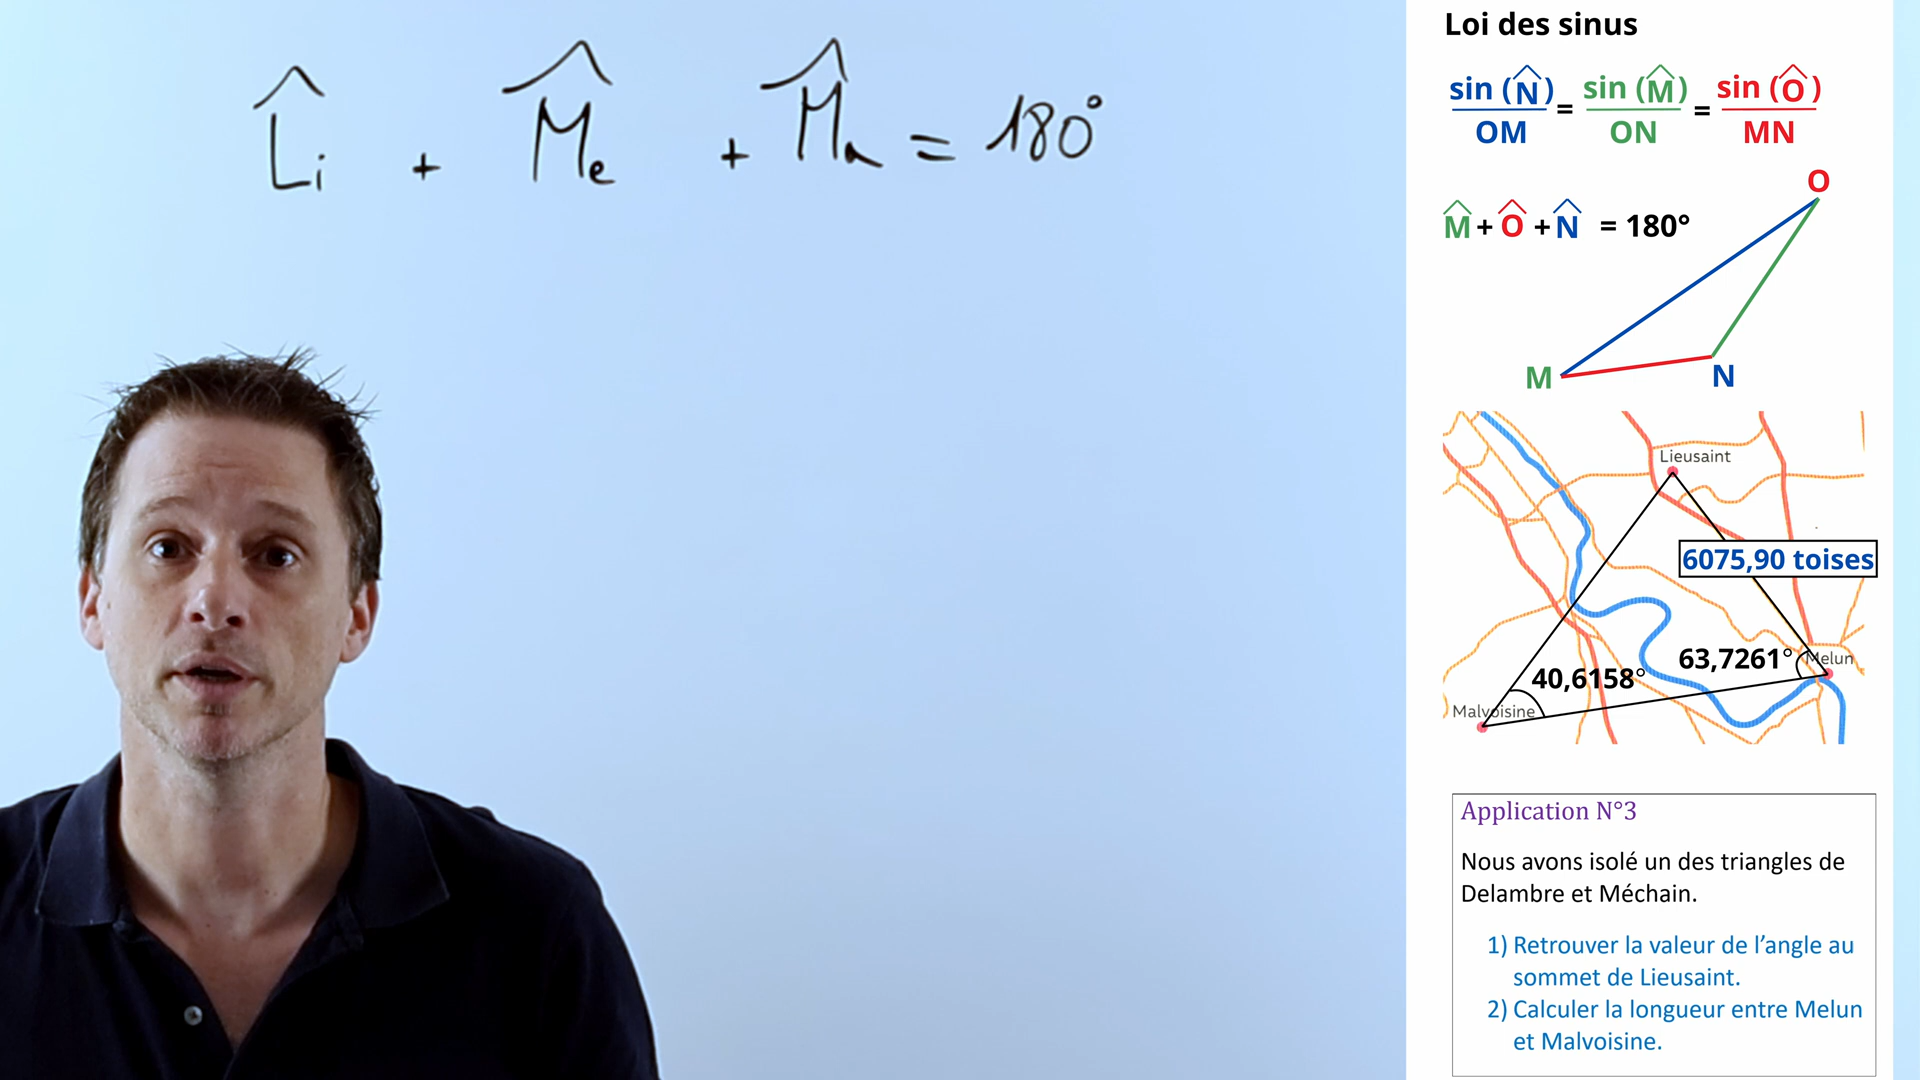 L̂i + M̂e + M̂a = 180°
Loi des sinus
sin (N̂)/OM = sin (M̂)/ON = sin (Ô)/MN
M̂ + Ô + N̂ = 180°
O
M
N
Lieusaint
6075,90 toises
63,7261°
Melun
40,6158°
Malvoisine
Application N°3
Nous avons isolé un des triangles de
Delambre et Méchain.
1) Retrouver la valeur de l’angle au
sommet de Lieusaint.
2) Calculer la longueur entre Melun
et Malvoisine.